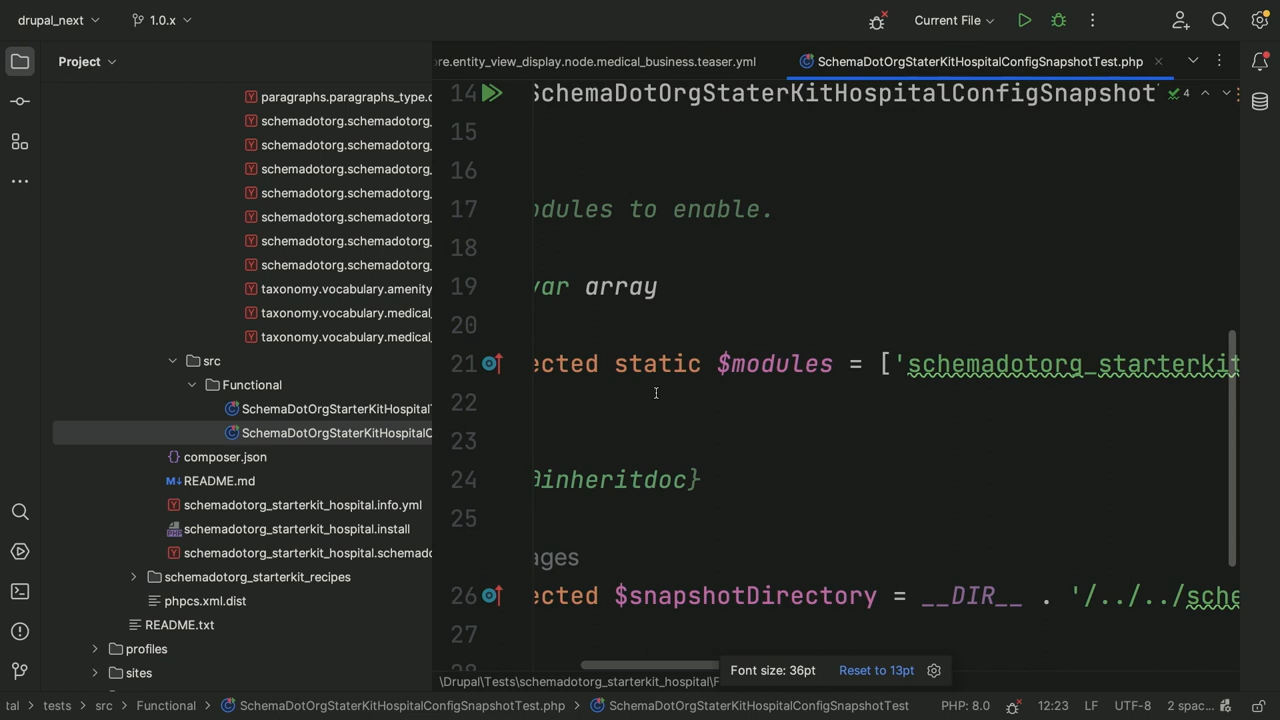 drupal_next
1.0.x
Current File
Project
re.entity_view_display.node.medical_business.teaser.yml
SchemaDotOrgStaterKitHospitalConfigSnapshotTest.php
paragraphs.paragraphs_type.
schemadotorg.schemadotorg_
schemadotorg.schemadotorg_
schemadotorg.schemadotorg_
schemadotorg.schemadotorg_
schemadotorg.schemadotorg_
schemadotorg.schemadotorg_
schemadotorg.schemadotorg_
taxonomy.vocabulary.amenity
taxonomy.vocabulary.medical_
taxonomy.vocabulary.medical_
src
Functional
SchemaDotOrgStarterKitHospital
SchemaDotOrgStaterKitHospitalC
composer.json
M↓ README.md
schemadotorg_starterkit_hospital.info.yml
schemadotorg_starterkit_hospital.install
schemadotorg_starterkit_hospital.schemado
schemadotorg_starterkit_recipes
phpcs.xml.dist
README.txt
profiles
sites
14 SchemaDotOrgStaterKitHospitalConfigSnapshot
4
15
16
17 odules to enable.
18
19 var array
20
21 ected static $modules = ['schemadotorg_starterkit
22
23
24 @inheritdoc}
25
ages
26 ected $snapshotDirectory = __DIR__ . '/../../sche
27
28
Font size: 36pt Reset to 13pt
\Drupal\Tests\schemadotorg_starterkit_hospital\F
tal > tests > src > Functional > SchemaDotOrgStaterKitHospitalConfigSnapshotTest.php > SchemaDotOrgStaterKitHospitalConfigSnapshotTest
PHP: 8.0 12:23 LF UTF-8 2 spac...